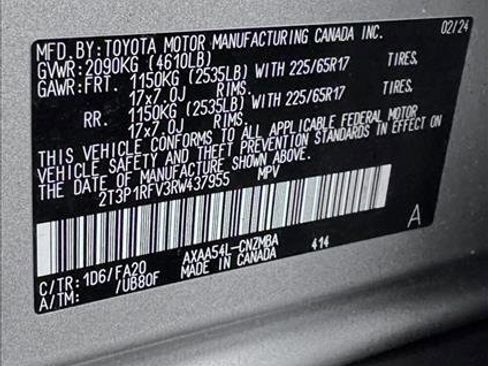 MFD. BY: TOYOTA MOTOR MANUFACTURING CANADA INC. 02/24
GVWR: 2090KG (4610LB)
GAWR: FRT. 1150KG (2535LB) WITH 225/65R17 TIRES.
17x7.0J RIMS.
RR. 1150KG (2535LB) WITH 225/65R17 TIRES.
17x7.0J RIMS.
THIS VEHICLE CONFORMS TO ALL APPLICABLE FEDERAL MOTOR
VEHICLE SAFETY AND THEFT PREVENTION STANDARDS IN EFFECT ON
THE DATE OF MANUFACTURE SHOWN ABOVE.
2T3P1RFV3RW437955 MPV
A
C/TR: 1D6/FA20 AXAA54L-CNZMBA 414
A/TM: /UB80F MADE IN CANADA